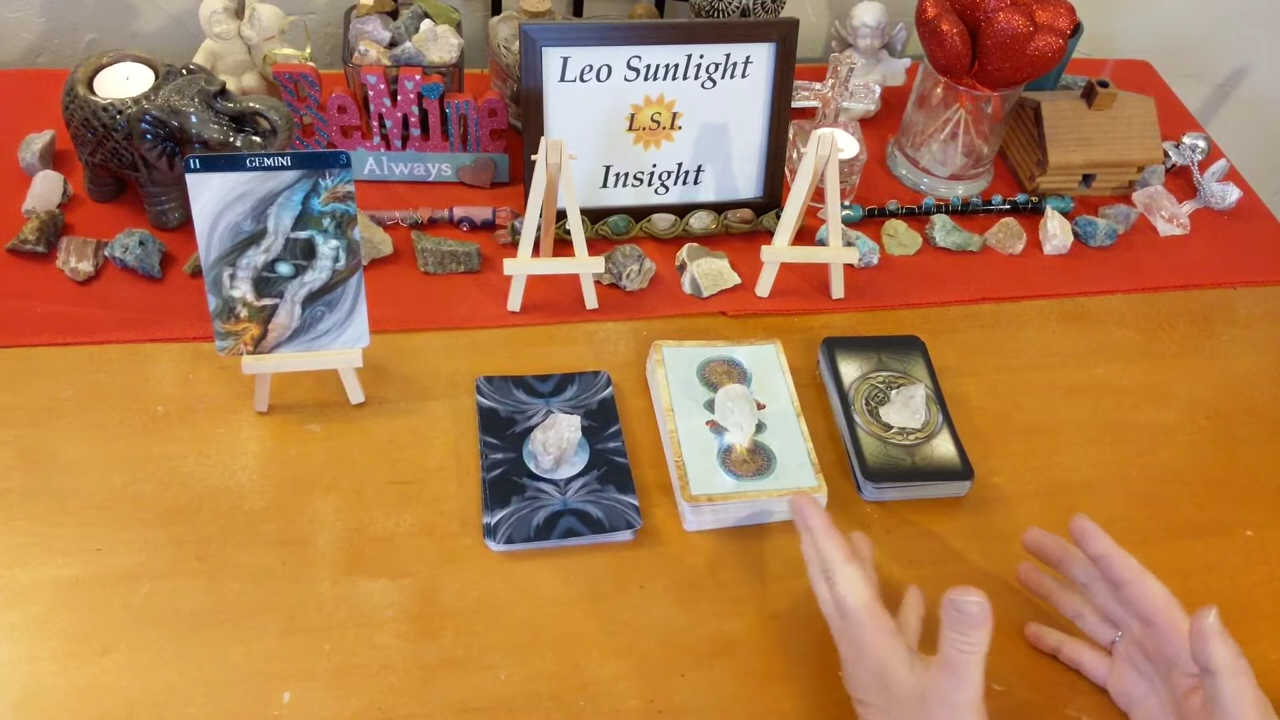 Leo Sunlight
L.S.I.
Insight
Be Mine
Always
II GEMINI 3